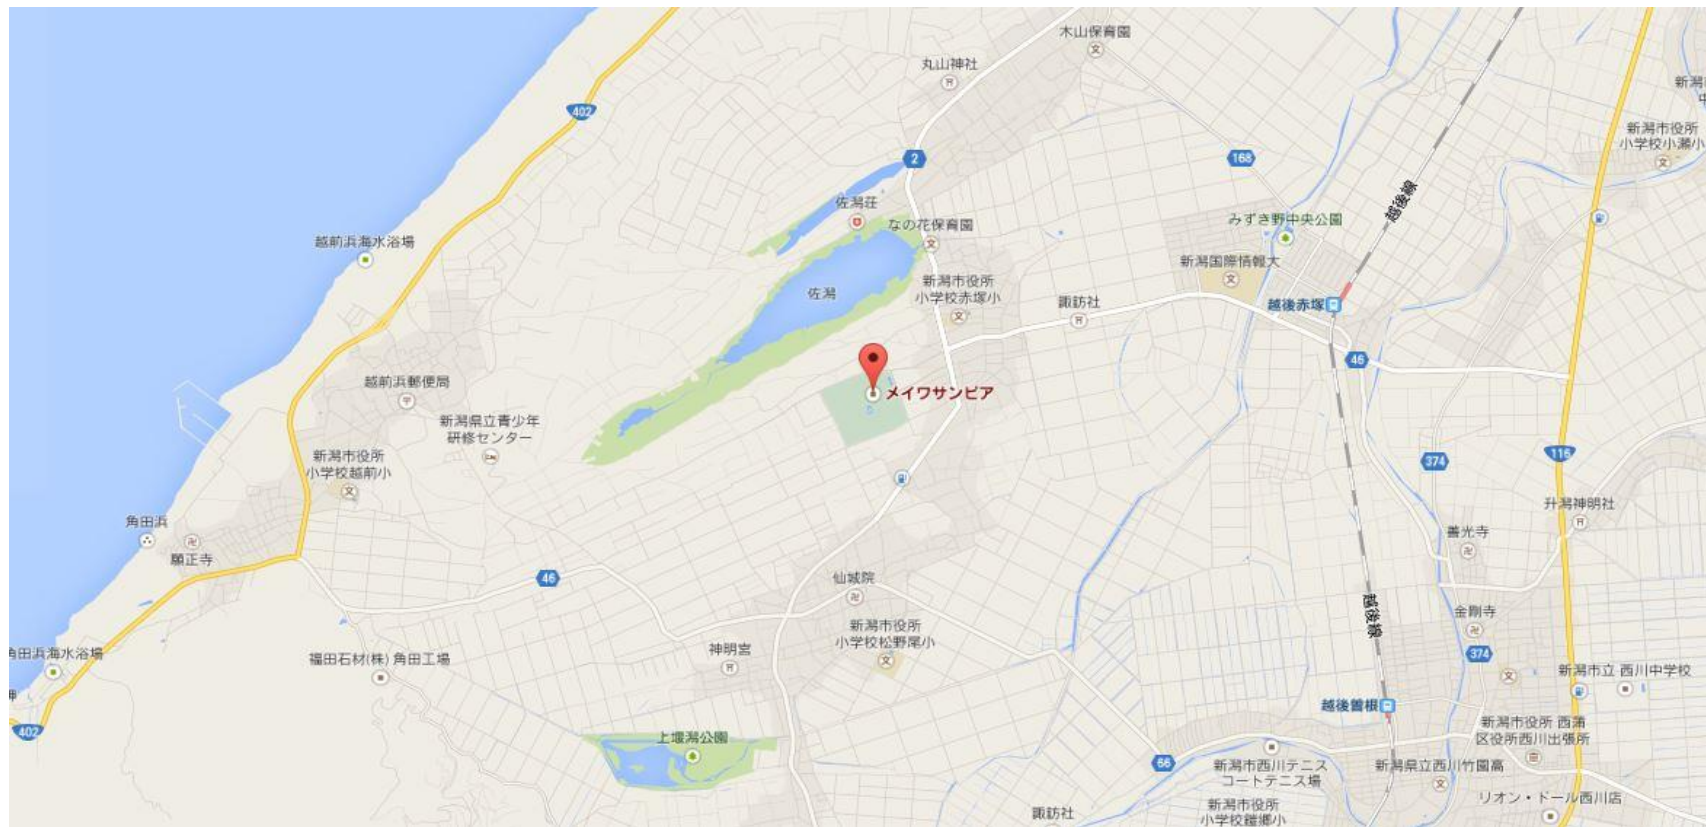 木山保育園
丸山神社
新潟
中
402
新潟市役所
小学校小瀬小
2
168
佐潟荘
越後線
なの花保育園
みずき野中央公園
越前浜海水浴場
新潟国際情報大
新潟市役所
小学校赤塚小
佐潟
諏訪社
越後赤塚
46
越前浜郵便局
メイワサンピア
新潟県立青少年
研修センター
新潟市役所
小学校越前小
374
116
升潟神明社
角田浜
願正寺
善光寺
46
仙城院
越後線
金剛寺
新潟市役所
小学校松野尾小
神明宮
福田石材(株) 角田工場
角田浜海水浴場
374
新潟市立 西川中学校
402
越後曽根
上堰潟公園
新潟市役所 西蒲
区役所西川出張所
66
新潟市西川テニス
コートテニス場
新潟県立西川竹園高
リオン・ドール西川店
諏訪社
新潟市役所
小学校鎧郷小